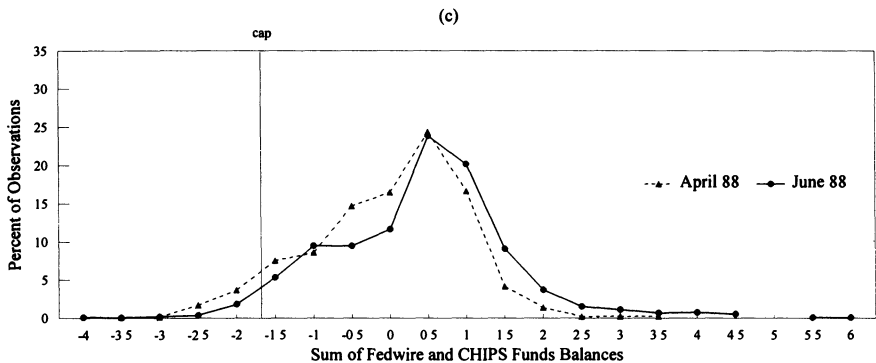 (c)
cap
35
30
25
20
15
10
5
0
Percent of Observations
April 88 June 88
-4 -3 5 -3 -2 5 -2 -1 5 -1 -0 5 0 0 5 1 1 5 2 2 5 3 3 5 4 4 5 5 5 5 6
Sum of Fedwire and CHIPS Funds Balances